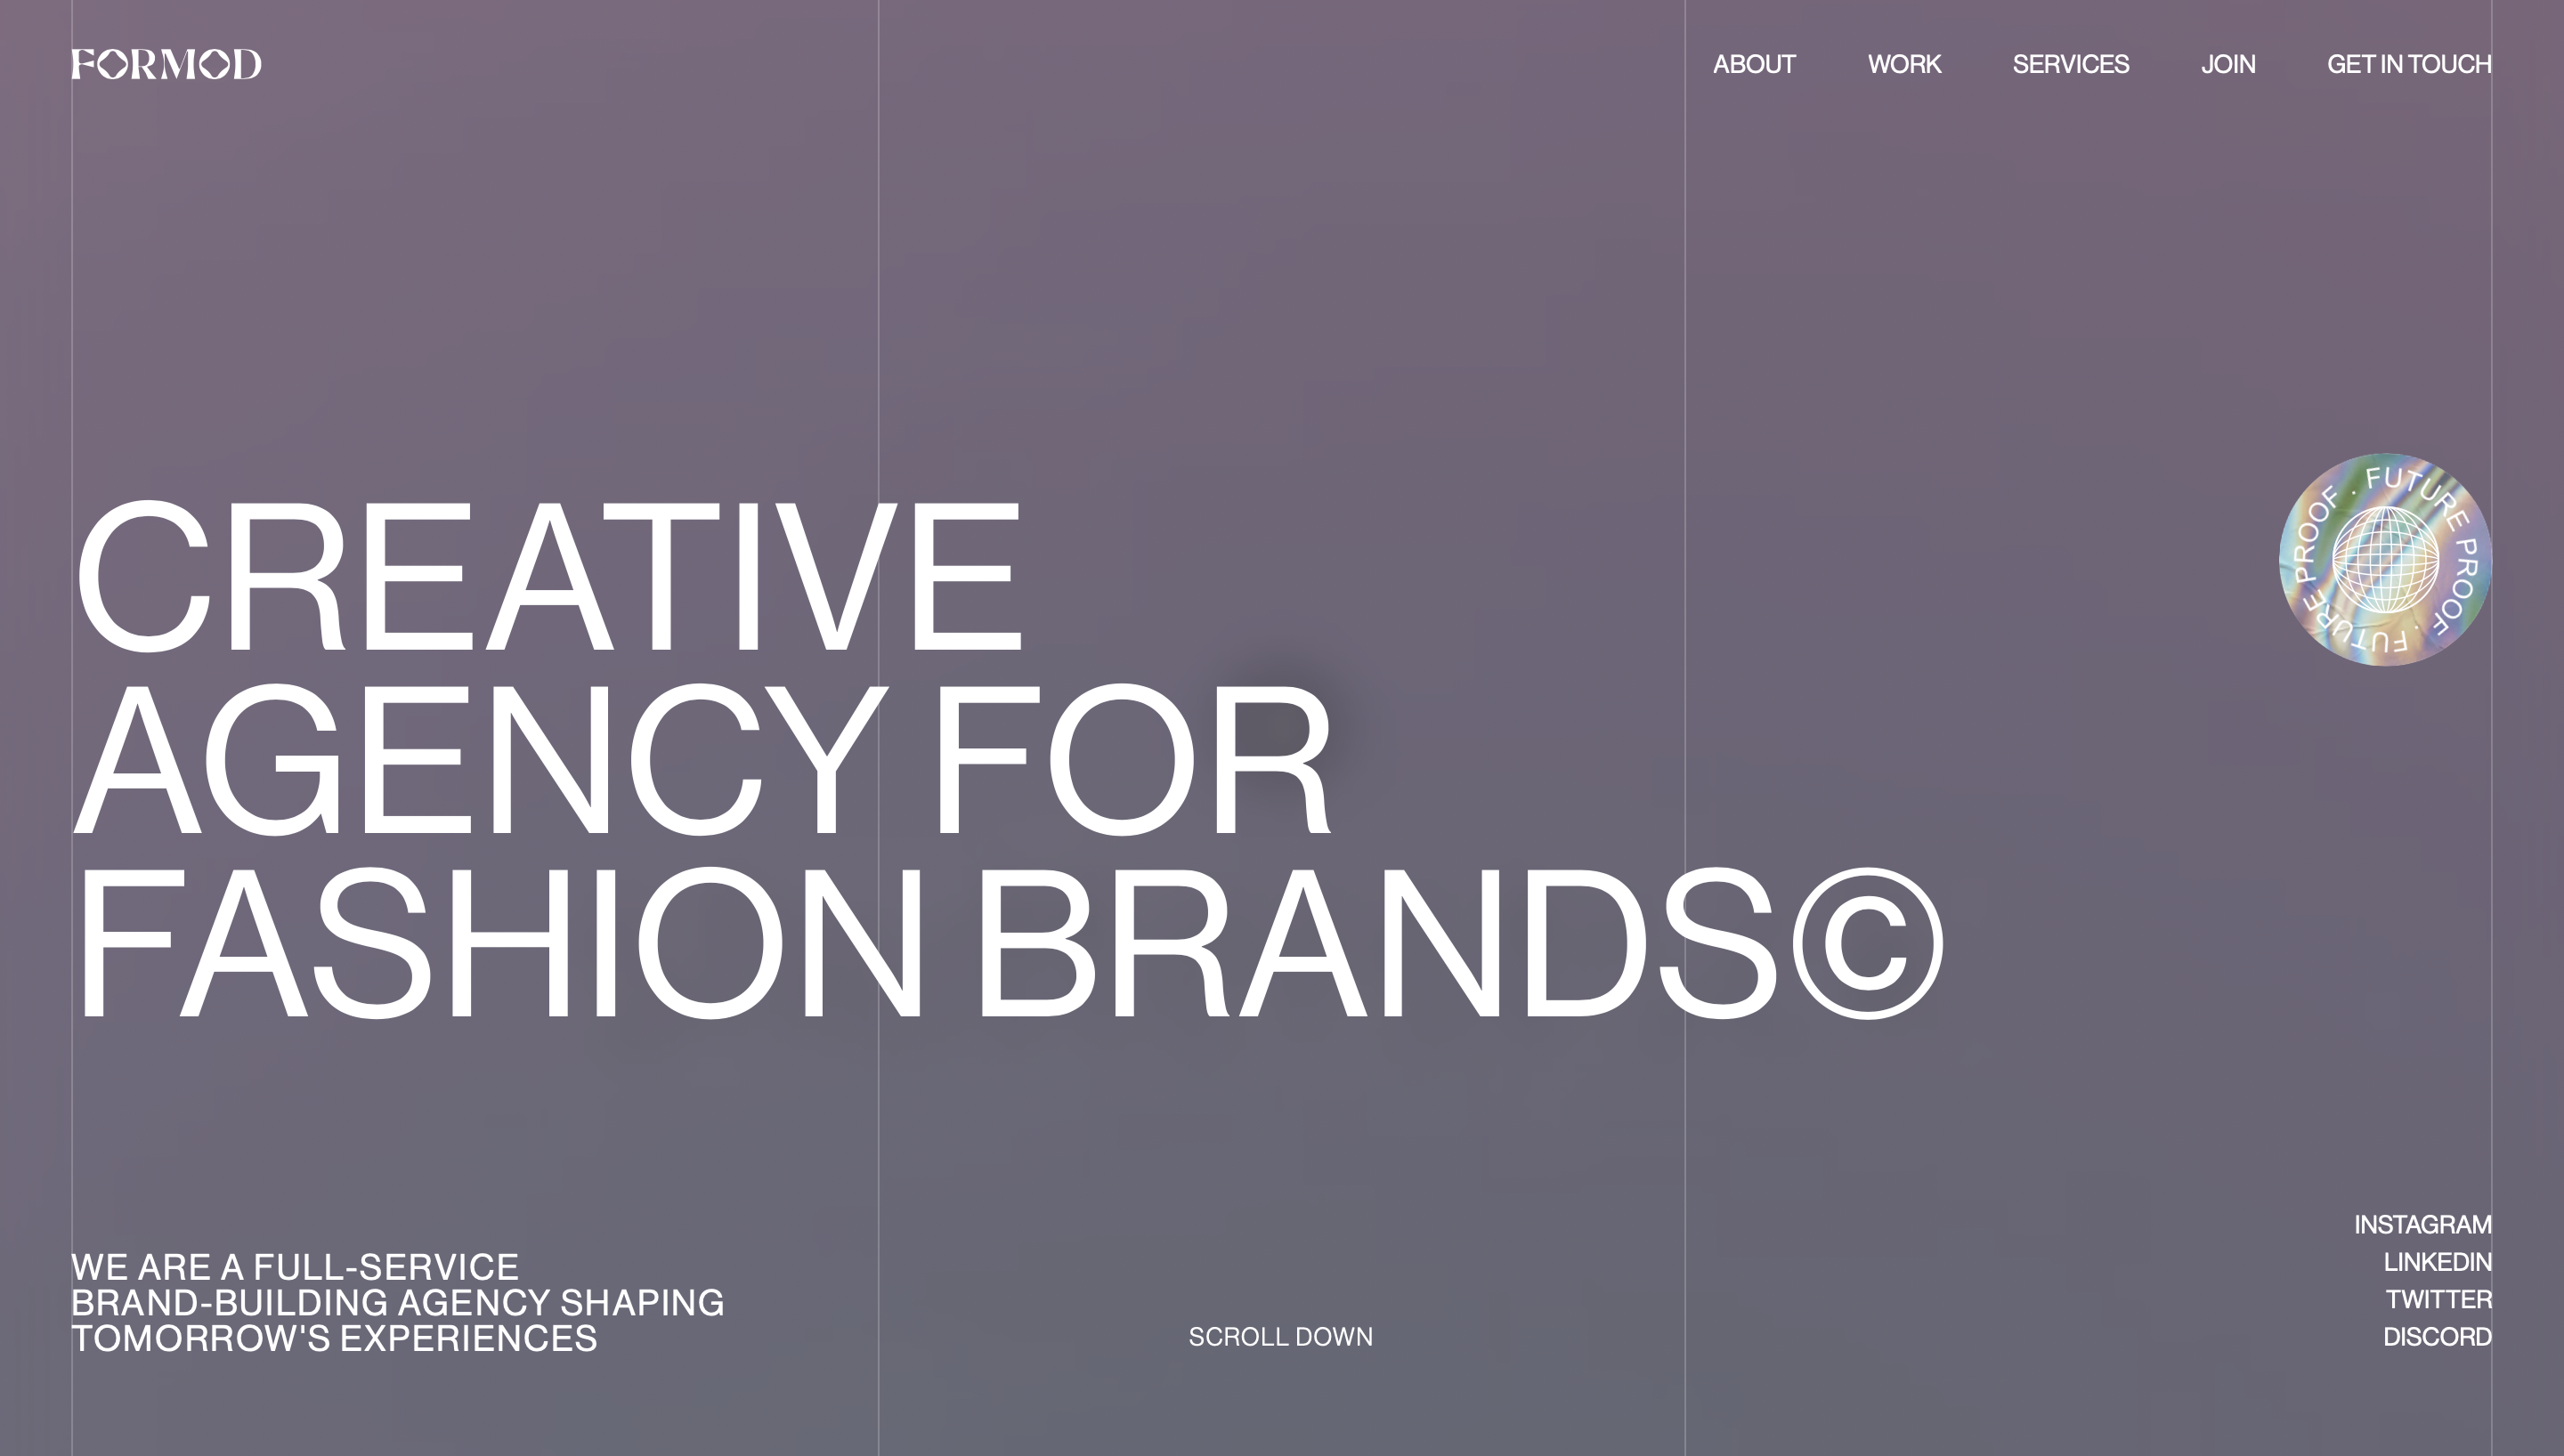 FORMOD
ABOUT WORK SERVICES JOIN GET IN TOUCH
CREATIVE
AGENCY FOR
FASHION BRANDS©
FUTURE PROOF . FUTURE PROOF .
WE ARE A FULL-SERVICE
BRAND-BUILDING AGENCY SHAPING
TOMORROW'S EXPERIENCES
SCROLL DOWN
INSTAGRAM
LINKEDIN
TWITTER
DISCORD